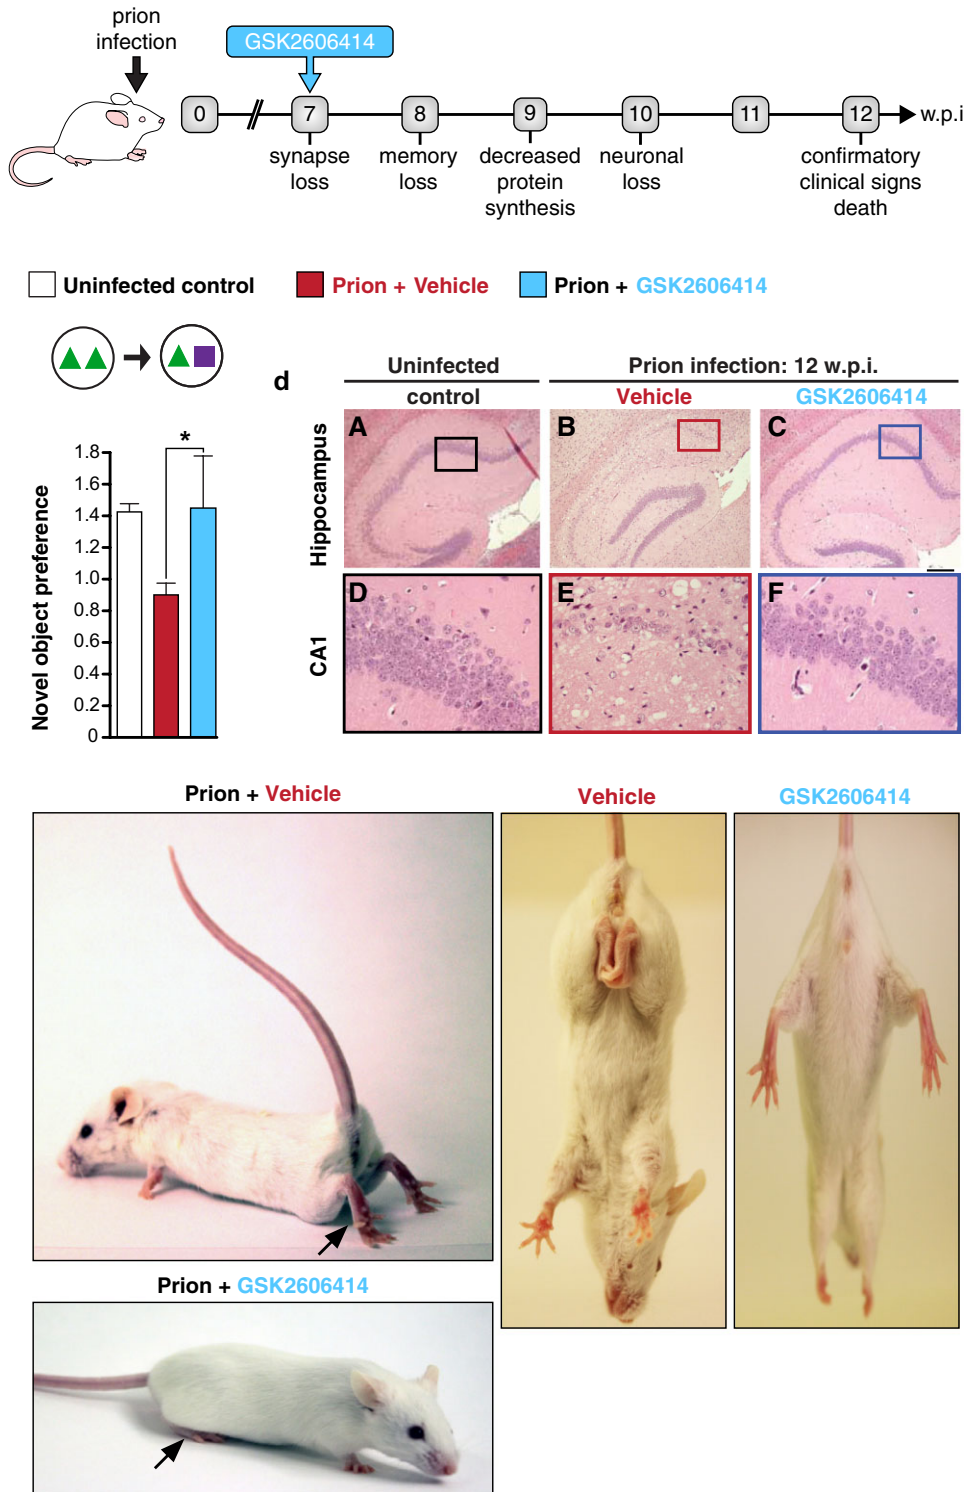 prion
infection
GSK2606414
0 7 8 9 10 11 12 w.p.i
synapse
loss
memory
loss
decreased
protein
synthesis
neuronal
loss
confirmatory
clinical signs
death
Uninfected control Prion + Vehicle Prion + GSK2606414
Novel object preference
*
1.8
1.6
1.4
1.2
1.0
0.8
0.6
0.4
0.2
0
d
Uninfected
control
Prion infection: 12 w.p.i.
Vehicle GSK2606414
Hippocampus
A B C
CA1
D E F
Prion + Vehicle
Vehicle
GSK2606414
Prion + GSK2606414